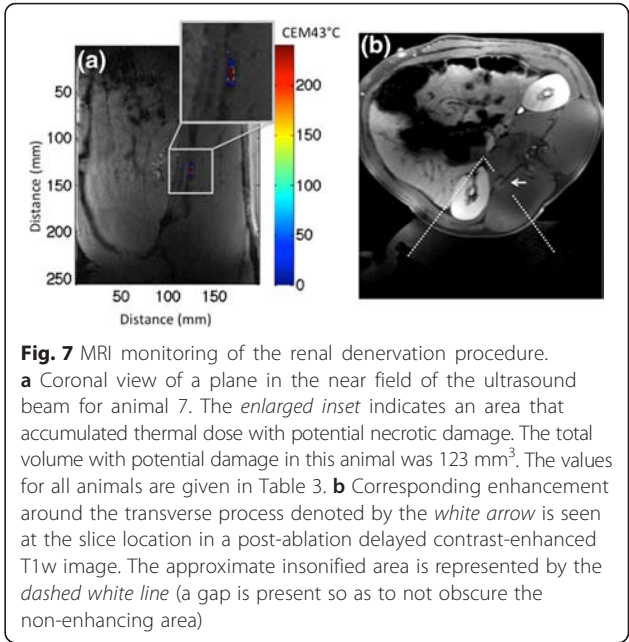 CEM43°C
(a)
(b)
50
100
150
200
250
Distance (mm)
50
100
150
Distance (mm)
200
150
100
50
0
Fig. 7 MRI monitoring of the renal denervation procedure.
a Coronal view of a plane in the near field of the ultrasound
beam for animal 7. The enlarged inset indicates an area that
accumulated thermal dose with potential necrotic damage. The total
volume with potential damage in this animal was 123 mm³. The values
for all animals are given in Table 3. b Corresponding enhancement
around the transverse process denoted by the white arrow is seen
at the slice location in a post-ablation delayed contrast-enhanced
T1w image. The approximate insonified area is represented by the
dashed white line (a gap is present so as to not obscure the
non-enhancing area)